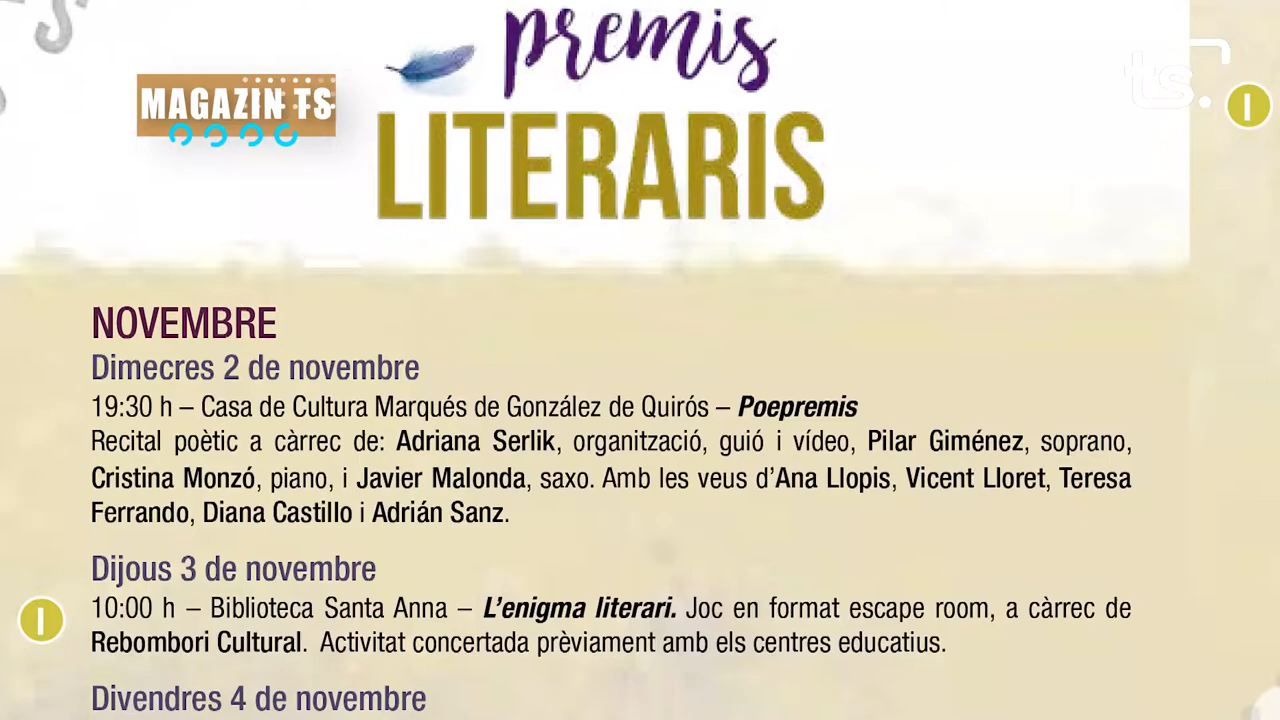 premis
MAGAZIN TS
ts.
LITERARIS
NOVEMBRE
Dimecres 2 de novembre
19:30 h – Casa de Cultura Marqués de González de Quirós – Poepremis
Recital poètic a càrrec de: Adriana Serlik, organització, guió i vídeo, Pilar Giménez, soprano,
Cristina Monzó, piano, i Javier Malonda, saxo. Amb les veus d’Ana Llopis, Vicent Lloret, Teresa
Ferrando, Diana Castillo i Adrián Sanz.
Dijous 3 de novembre
10:00 h – Biblioteca Santa Anna – L’enigma literari. Joc en format escape room, a càrrec de
Rebombori Cultural. Activitat concertada prèviament amb els centres educatius.
Divendres 4 de novembre